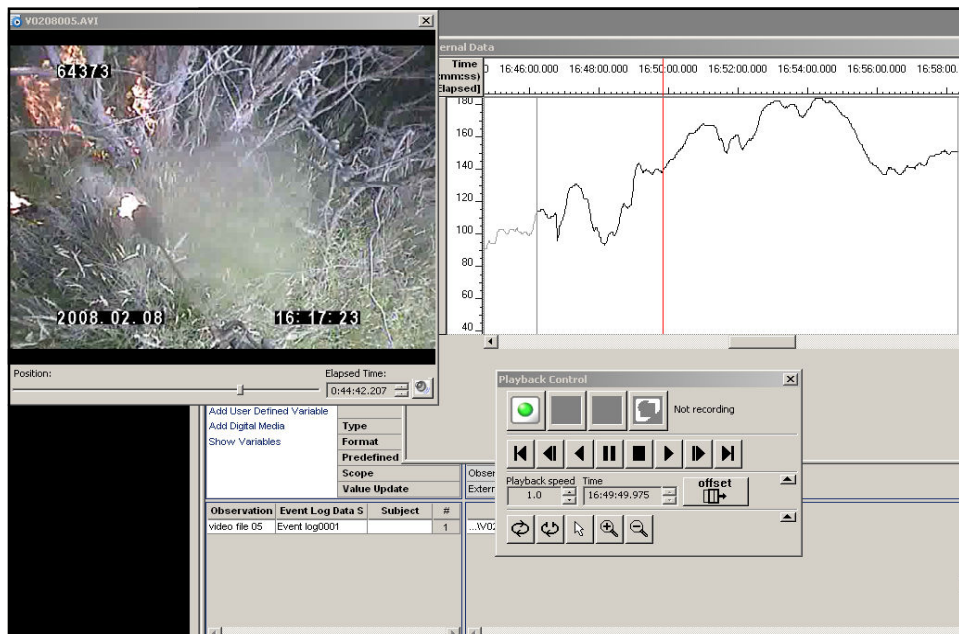 V0208005.AVI
64373
2008.02.08 16:17:23
Position: Elapsed Time:
0:44:42.207
ernal Data
Time
:mm:ss)
Elapsed]
0 16:46:00.000 16:48:00.000 16:50:00.000 16:52:00.000 16:54:00.000 16:56:00.000 16:58:00.
180
160
140
120
100
80
60
40
Add User Defined Variable
Add Digital Media
Show Variables
Type
Format
Predefined
Scope
Value Update
Obser
Extern
Playback Control
Not recording
Playback speed Time
1.0 16:49:49.975 offset
Observation Event Log Data S Subject #
video file 05 Event log0001 1 ...\V02